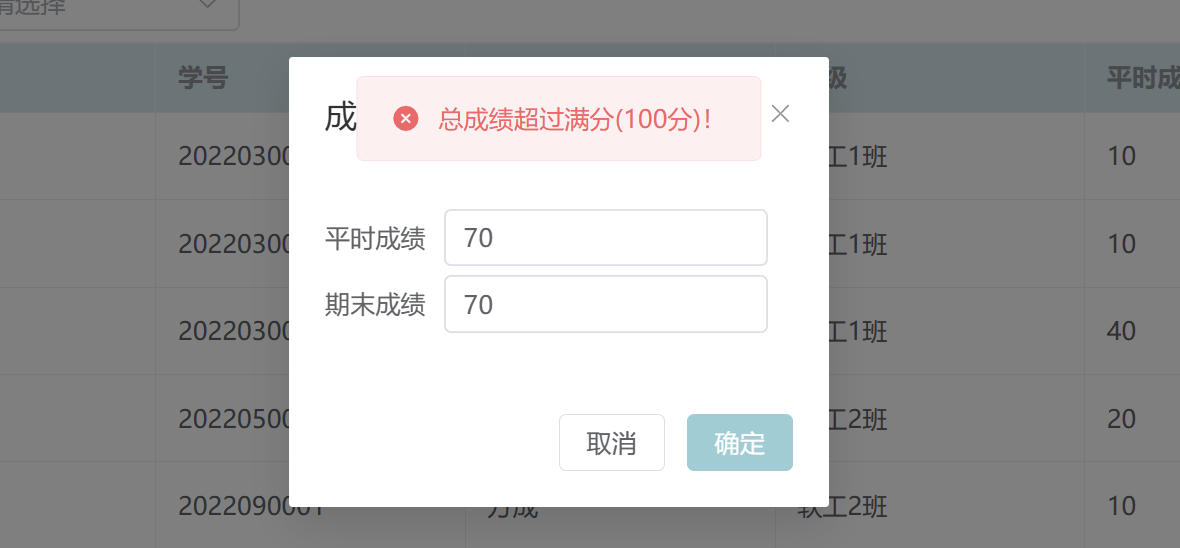 请选择
学号
平时成
成
总成绩超过满分(100分)！
级
20220300
工1班
10
平时成绩
70
20220300
工1班
10
期末成绩
70
20220300
工1班
40
20220500
工2班
20
取消
确定
2022090001
万成
软工2班
10